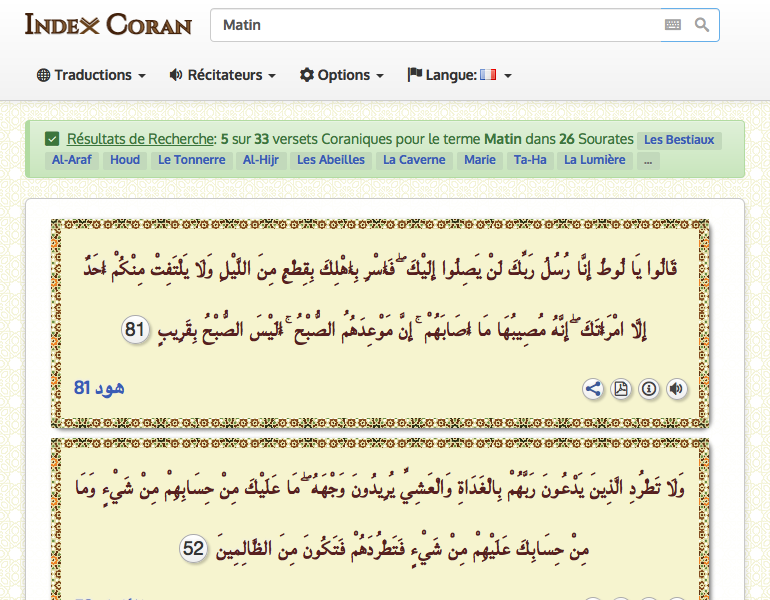 INDEX CORAN
Matin
Traductions
Récitateurs
Options
Langue:
Résultats de Recherche: 5 sur 33 versets Coraniques pour le terme Matin dans 26 Sourates Les Bestiaux
Al-Araf Houd Le Tonnerre Al-Hijr Les Abeilles La Caverne Marie Ta-Ha La Lumière ...
قَالُوا يَا لُوطُ إِنَّا رُسُلُ رَبِّكَ لَنْ يَصِلُوا إِلَيْكَ ۖ فَأَسْرِ بِأَهْلِكَ بِقِطْعٍ مِنَ اللَّيْلِ وَلَا يَلْتَفِتْ مِنْكُمْ أَحَدٌ
إِلَّا امْرَأَتَكَ ۖ إِنَّهُ مُصِيبُهَا مَا أَصَابَهُمْ ۚ إِنَّ مَوْعِدَهُمُ الصُّبْحُ ۚ أَلَيْسَ الصُّبْحُ بِقَرِيبٍ 81
هود 81
وَلَا تَطْرُدِ الَّذِينَ يَدْعُونَ رَبَّهُمْ بِالْغَدَاةِ وَالْعَشِيِّ يُرِيدُونَ وَجْهَهُ ۖ مَا عَلَيْكَ مِنْ حِسَابِهِمْ مِنْ شَيْءٍ وَمَا
مِنْ حِسَابِكَ عَلَيْهِمْ مِنْ شَيْءٍ فَتَطْرُدَهُمْ فَتَكُونَ مِنَ الظَّالِمِينَ 52